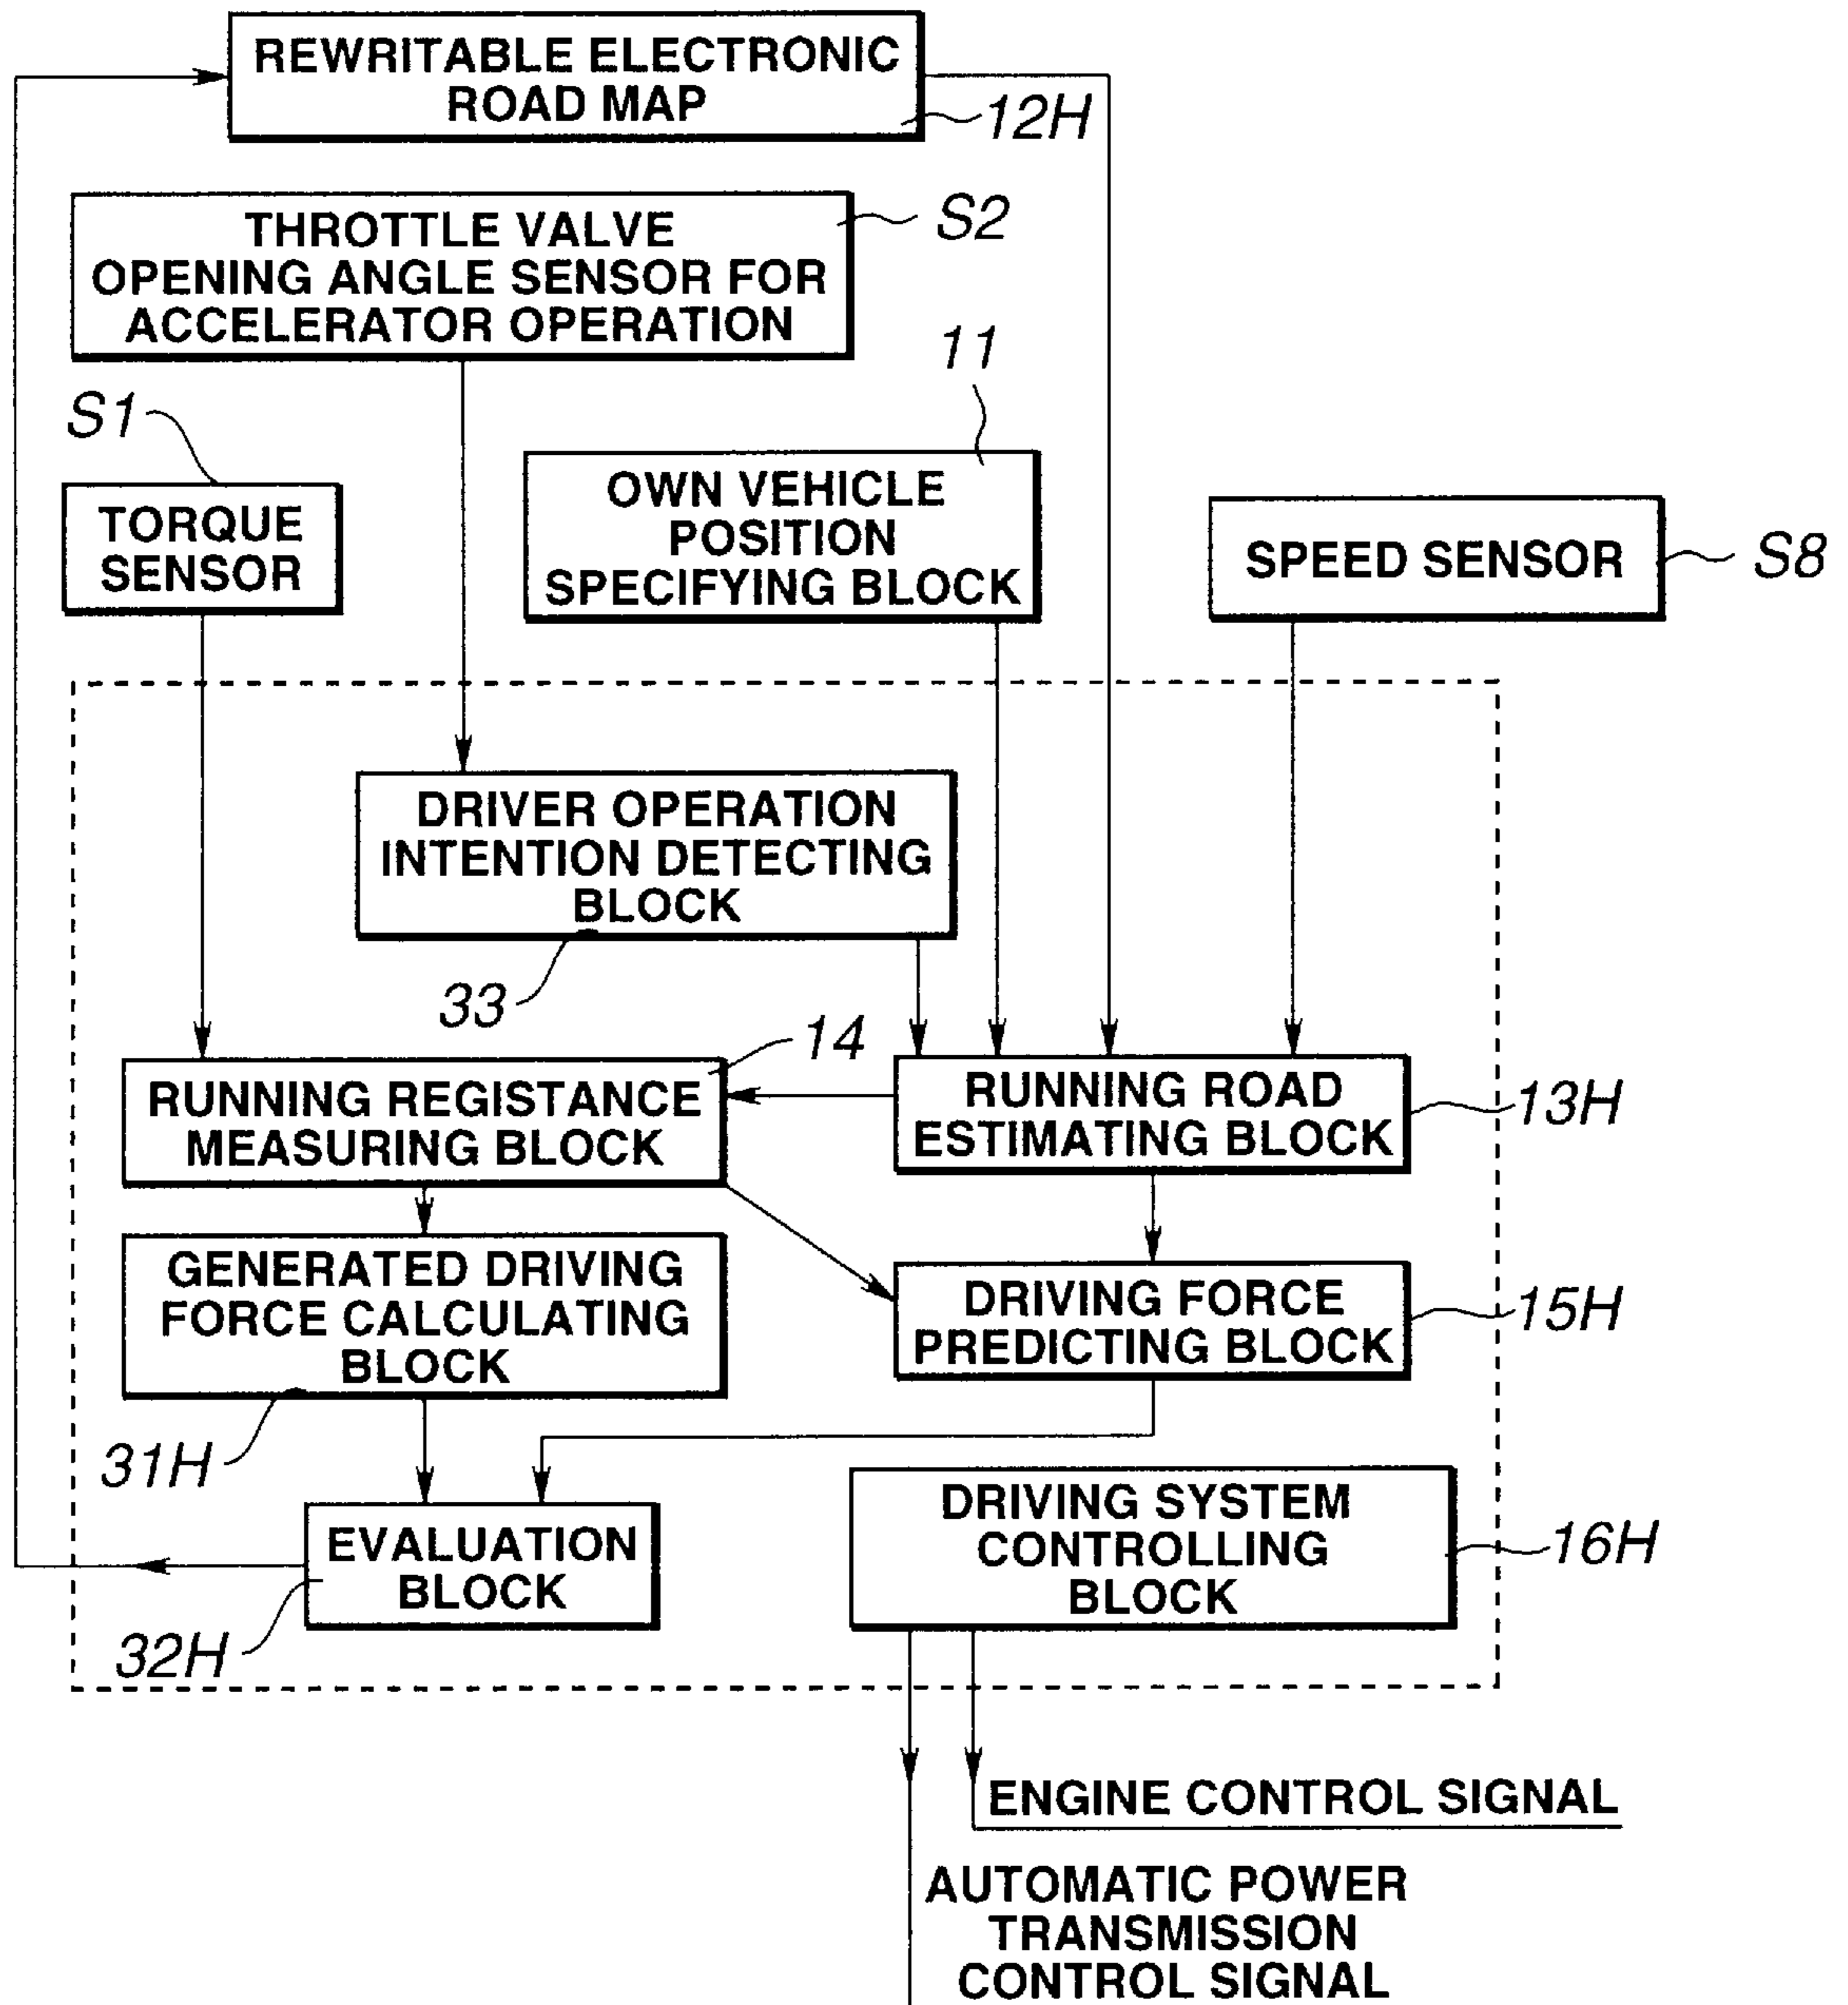 REWRITABLE ELECTRONIC
ROAD MAP
12H
THROTTLE VALVE
OPENING ANGLE SENSOR FOR
ACCELERATOR OPERATION
S2
11
S1
TORQUE
SENSOR
OWN VEHICLE
POSITION
SPECIFYING BLOCK
SPEED SENSOR
S8
DRIVER OPERATION
INTENTION DETECTING
BLOCK
33
14
RUNNING REGISTANCE
MEASURING BLOCK
RUNNING ROAD
ESTIMATING BLOCK
13H
GENERATED DRIVING
FORCE CALCULATING
BLOCK
DRIVING FORCE
PREDICTING BLOCK
15H
31H
EVALUATION
BLOCK
32H
DRIVING SYSTEM
CONTROLLING
BLOCK
16H
ENGINE CONTROL SIGNAL
AUTOMATIC POWER
TRANSMISSION
CONTROL SIGNAL